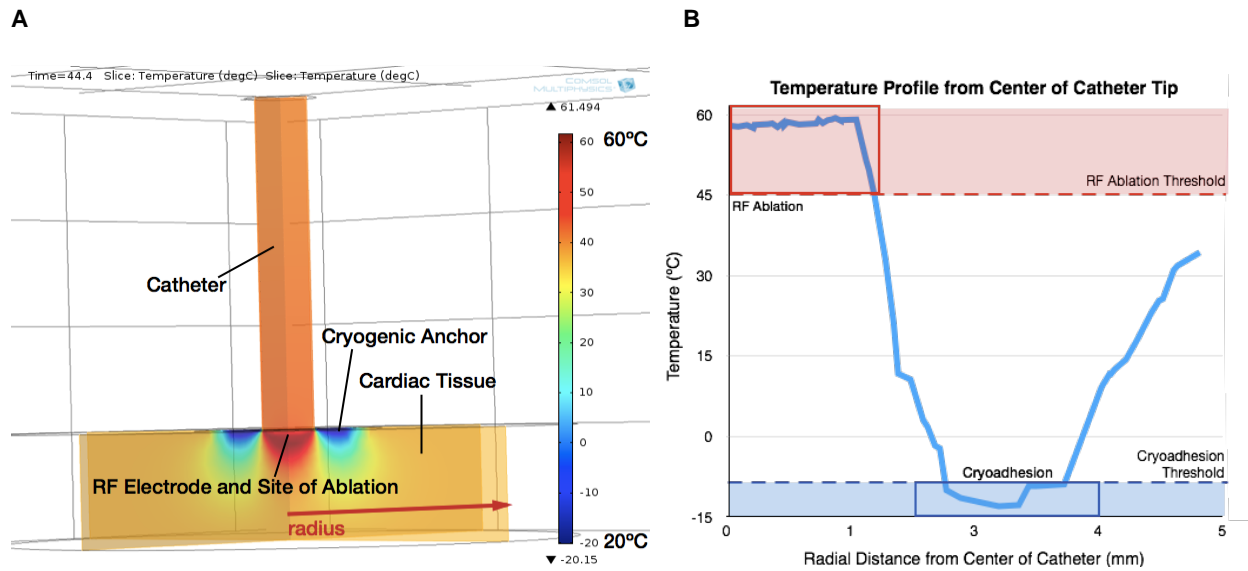 A
B
Time=44.4 Slice: Temperature (degC) Slice: Temperature (degC)
COMSOL
MULTIPHYSICS
▲ 61.494
60
60ºC
50
40
30
20
10
0
-10
-20
20ºC
▼ -20.15
Catheter
Cryogenic Anchor
Cardiac Tissue
RF Electrode and Site of Ablation
radius
Temperature Profile from Center of Catheter Tip
Temperature (ºC)
60
45
30
15
0
-15
RF Ablation Threshold
RF Ablation
Cryoadhesion
Cryoadhesion
Threshold
0
1
3
4
5
Radial Distance from Center of Catheter (mm)